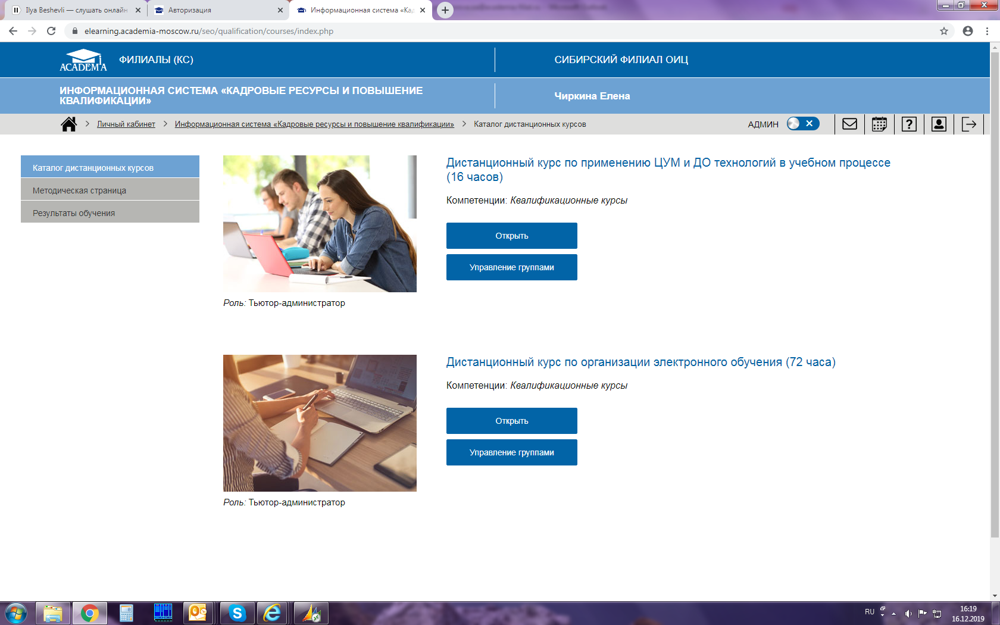 Ilya Beshevli — слушать онлайн
Авторизация
Информационная система «Кад
elearning.academia-moscow.ru/seo/qualification/courses/index.php
ACADEMIA
ФИЛИАЛЫ (КС)
СИБИРСКИЙ ФИЛИАЛ ОИЦ
ИНФОРМАЦИОННАЯ СИСТЕМА «КАДРОВЫЕ РЕСУРСЫ И ПОВЫШЕНИЕ
КВАЛИФИКАЦИИ»
Чиркина Елена
Личный кабинет
Информационная система «Кадровые ресурсы и повышение квалификации»
Каталог дистанционных курсов
АДМИН
Каталог дистанционных курсов
Методическая страница
Результаты обучения
Дистанционный курс по применению ЦУМ и ДО технологий в учебном процессе
(16 часов)
Компетенции: Квалификационные курсы
Открыть
Управление группами
Роль: Тьютор-администратор
Дистанционный курс по организации электронного обучения (72 часа)
Компетенции: Квалификационные курсы
Открыть
Управление группами
Роль: Тьютор-администратор
RU
16:19
16.12.2019